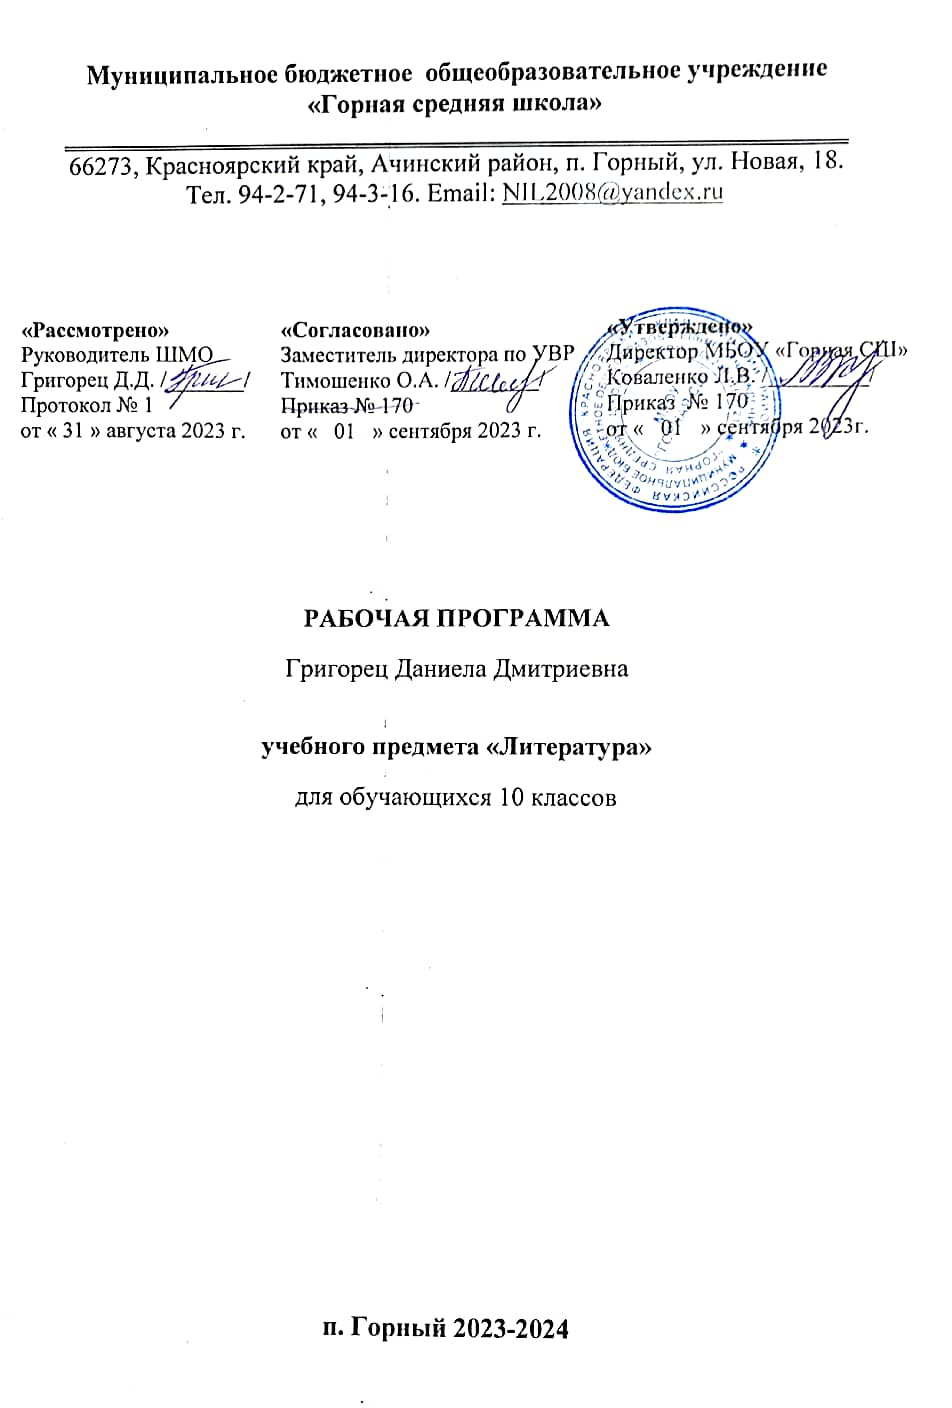 Муниципальное бюджетное общеобразовательное учреждение
«Горная средняя школа»
66273, Красноярский край, Ачинский район, п. Горный, ул. Новая, 18.
Тел. 94-2-71, 94-3-16. Email: NIL2008@yandex.ru
«Рассмотрено»
Руководитель ШМО
Григорец Д.Д. / /
Протокол № 1
от « 31 » августа 2023 г.
«Согласовано»
Заместитель директора по УВР
Тимошенко О.А. / /
Приказ № 170
от « 01 » сентября 2023 г.
«Утверждено»
Директор МБОУ «Горная СШ»
Коваленко Л.В. / /
Приказ № 170
от « 01 » сентября 2023г.
РОССИЙСКАЯ ФЕДЕРАЦИЯ
МУНИЦИПАЛЬНОЕ БЮДЖЕТНОЕ
РАБОЧАЯ ПРОГРАММА
Григорец Даниела Дмитриевна
учебного предмета «Литература»
для обучающихся 10 классов
п. Горный 2023-2024